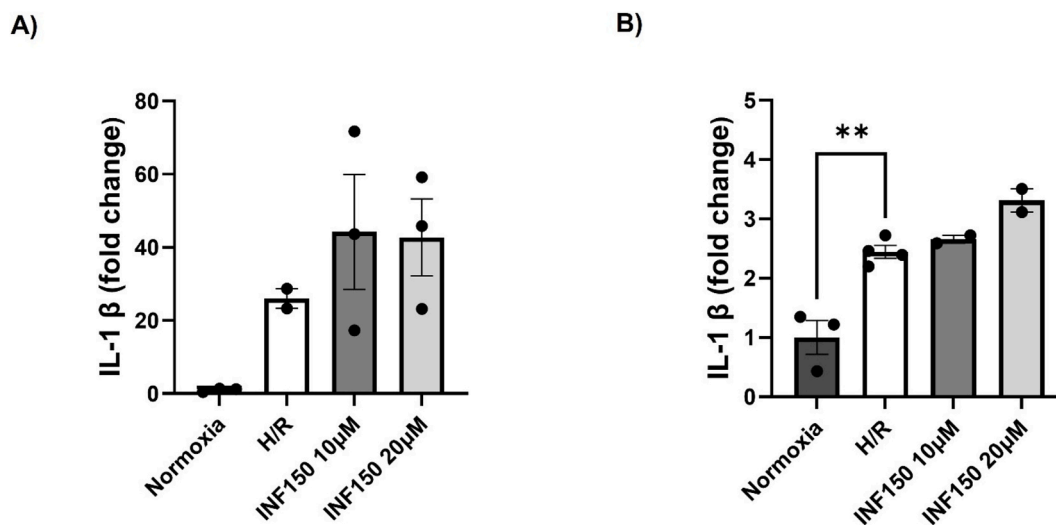 A)
IL-1 β (fold change)
80
60
40
20
0
Normoxia
H/R
INF150 10µM
INF150 20µM
B)
IL-1 β (fold change)
5
4
3
2
1
0
**
Normoxia
H/R
INF150 10µM
INF150 20µM